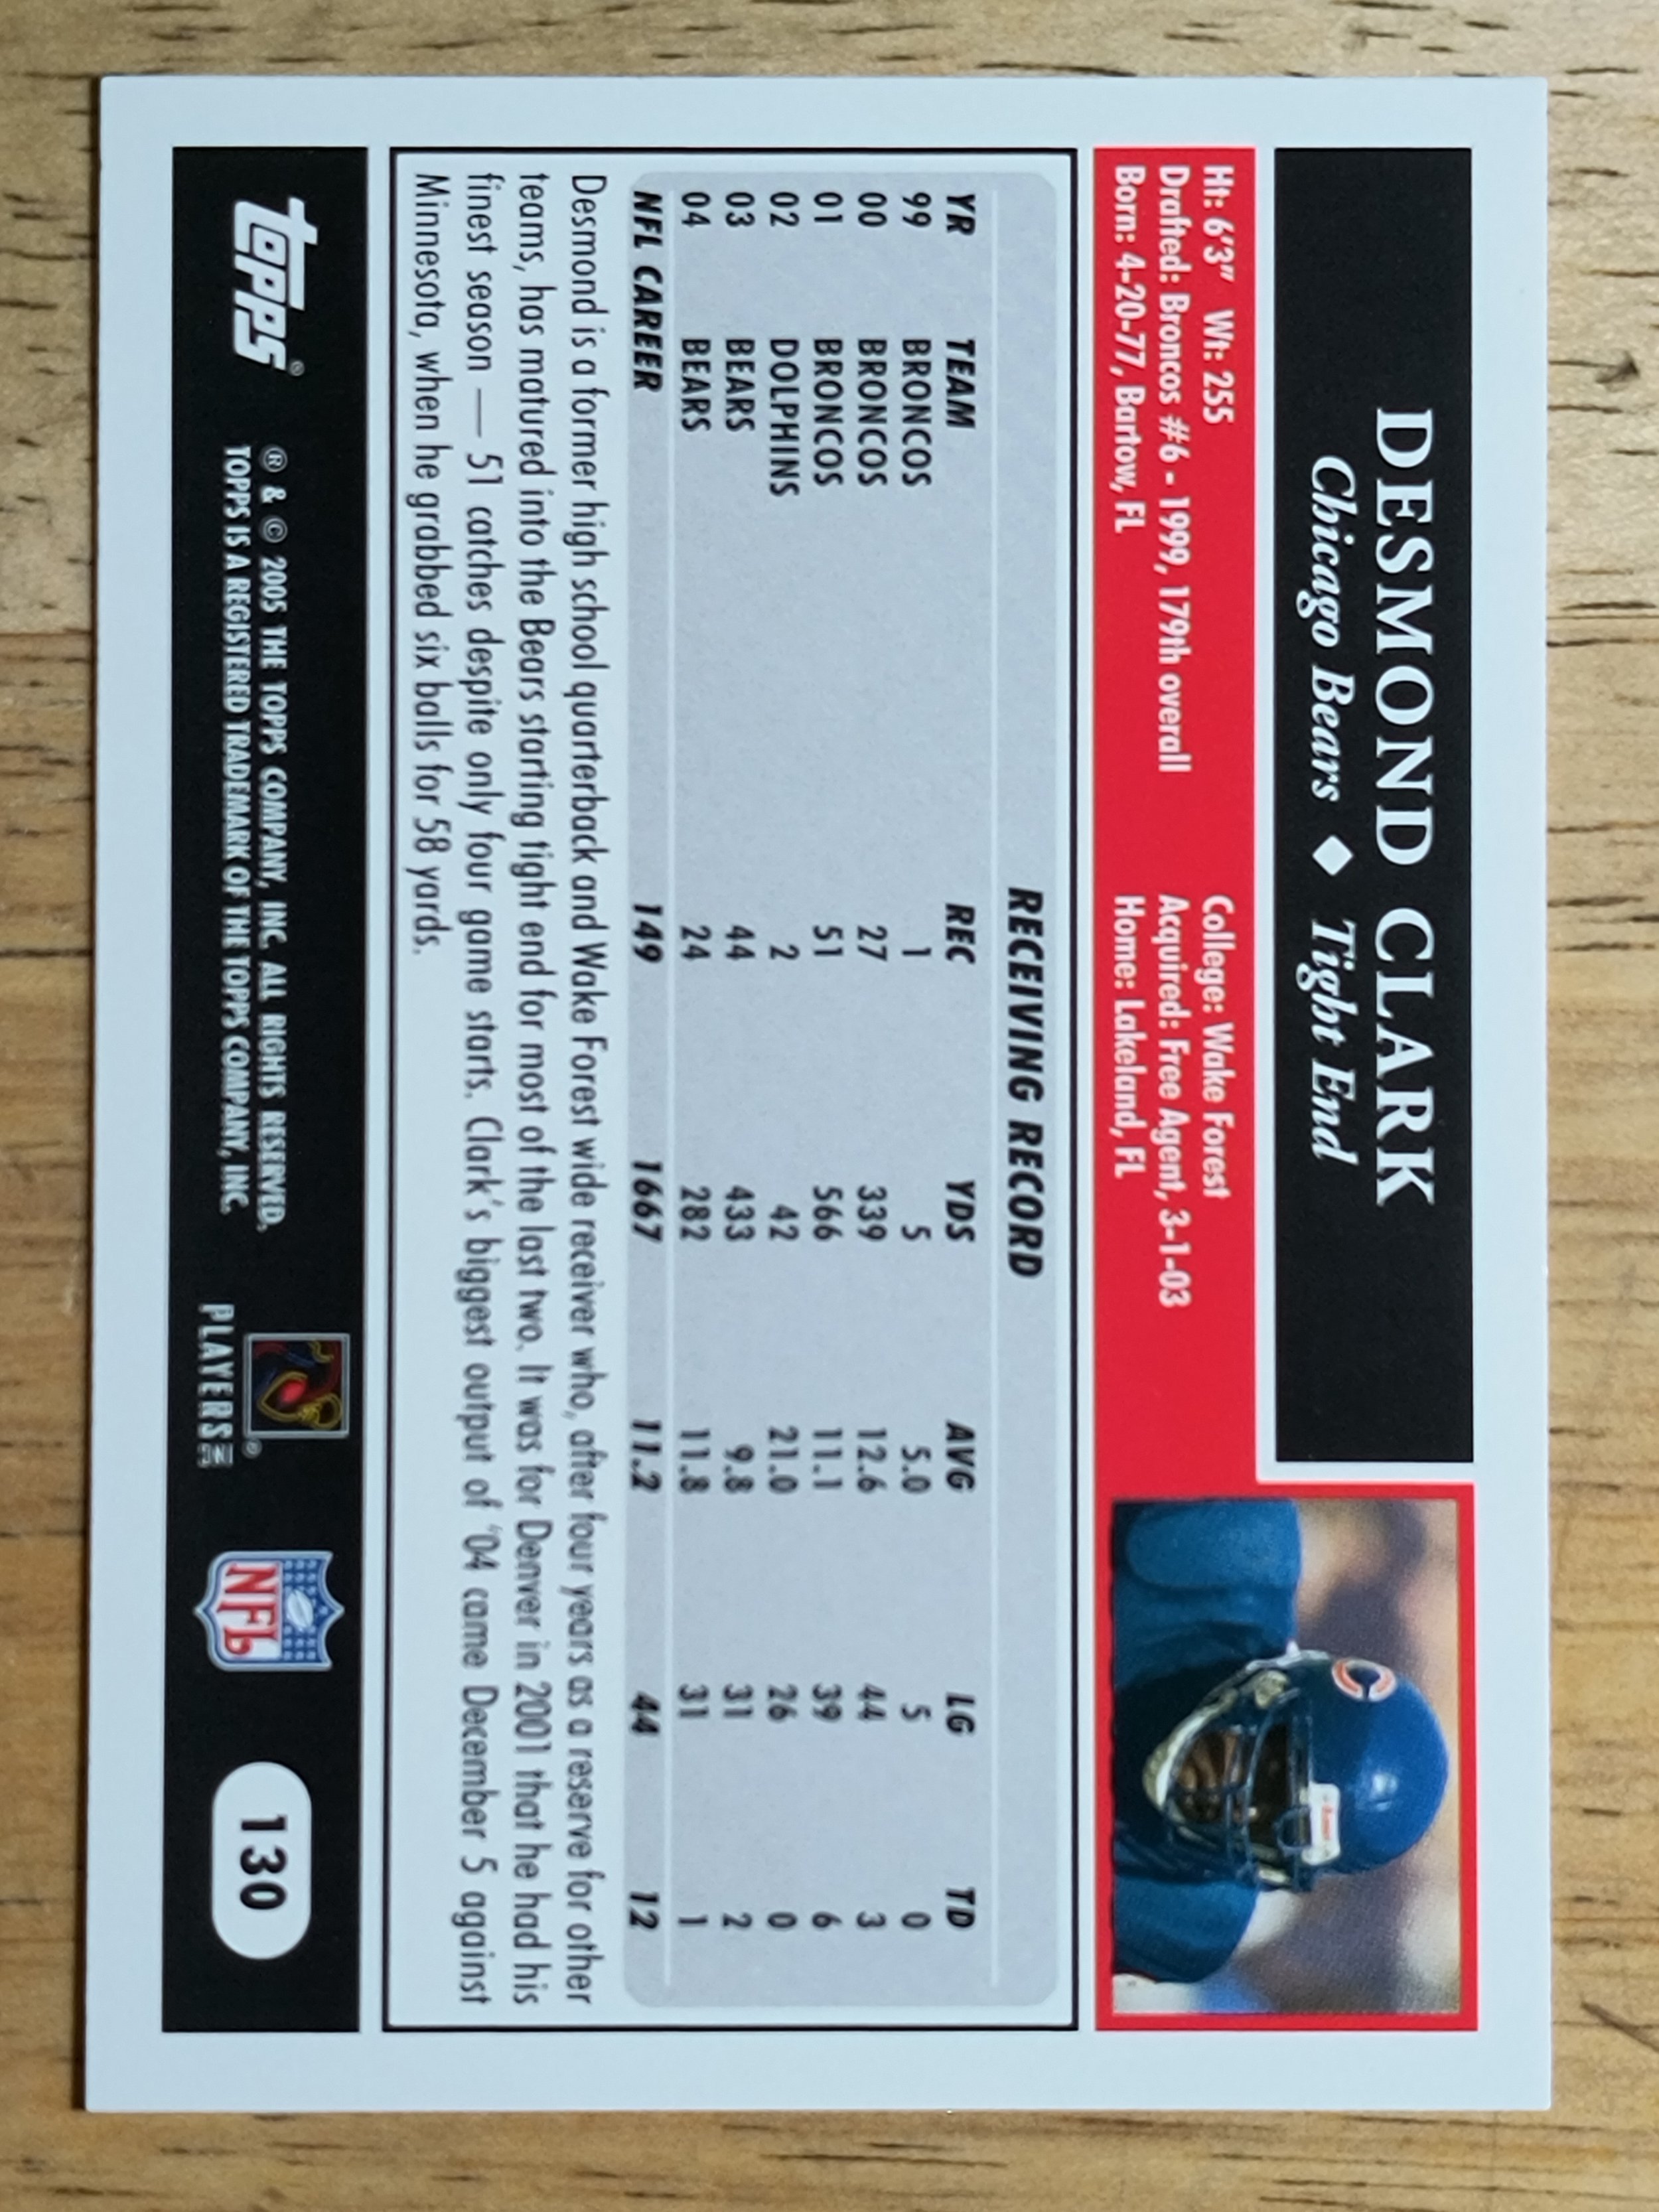 DESMOND CLARK
Chicago Bears ◆ Tight End
Ht: 6'3" Wt: 255 College: Wake Forest
Drafted: Broncos #6 - 1999, 179th overall Acquired: Free Agent, 3-1-03
Born: 4-20-77, Bartow, FL Home: Lakeland, FL
RECEIVING RECORD
YR TEAM REC YDS AVG LG TD
99 BRONCOS 1 5 5.0 5 0
00 BRONCOS 27 339 12.6 44 3
01 BRONCOS 51 566 11.1 39 6
02 DOLPHINS 2 42 21.0 26 0
03 BEARS 44 433 9.8 31 2
04 BEARS 24 282 11.8 31 1
NFL CAREER 149 1667 11.2 44 12
Desmond is a former high school quarterback and Wake Forest wide receiver who, after four years as a reserve for other
teams, has matured into the Bears starting tight end for most of the last two. It was for Denver in 2001 that he had his
finest season — 51 catches despite only four game starts. Clark's biggest output of '04 came December 5 against
Minnesota, when he grabbed six balls for 58 yards.
topps®
® & © 2005 THE TOPPS COMPANY, INC. ALL RIGHTS RESERVED.
TOPPS IS A REGISTERED TRADEMARK OF THE TOPPS COMPANY, INC.
PLAYERS INC ®
NFL
130